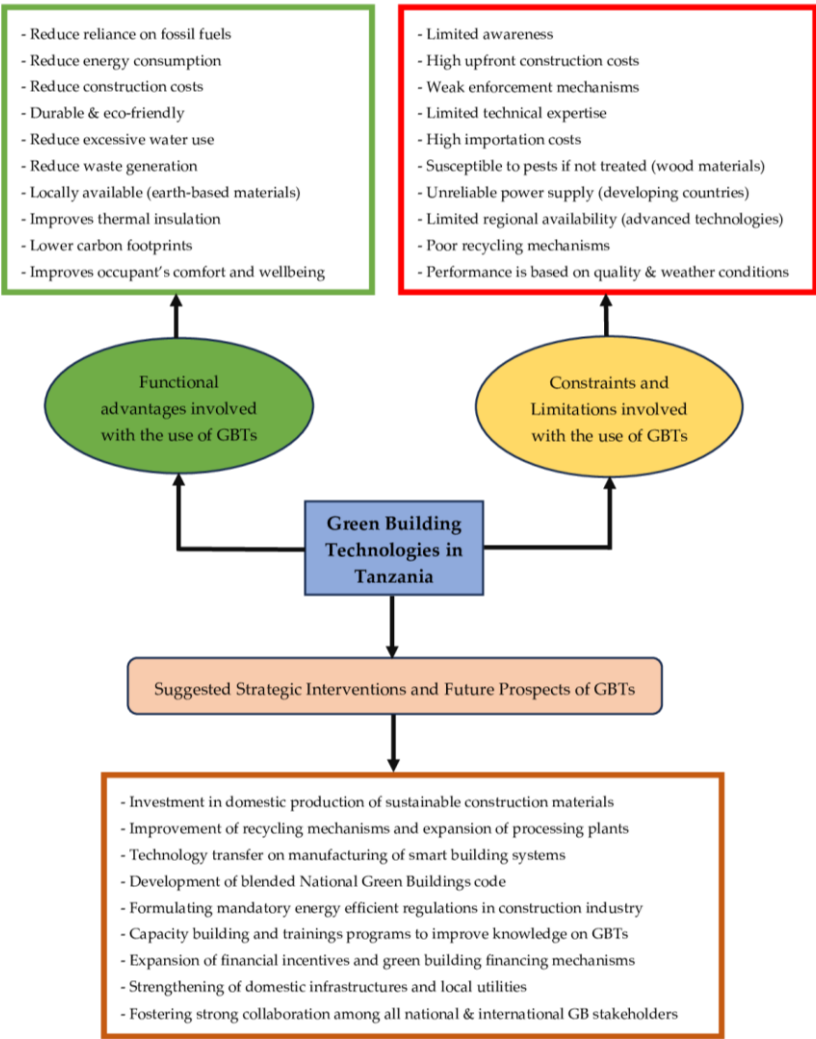 - Reduce reliance on fossil fuels
- Reduce energy consumption
- Reduce construction costs
- Durable & eco-friendly
- Reduce excessive water use
- Reduce waste generation
- Locally available (earth-based materials)
- Improves thermal insulation
- Lower carbon footprints
- Improves occupant's comfort and wellbeing
- Limited awareness
- High upfront construction costs
- Weak enforcement mechanisms
- Limited technical expertise
- High importation costs
- Susceptible to pests if not treated (wood materials)
- Unreliable power supply (developing countries)
- Limited regional availability (advanced technologies)
- Poor recycling mechanisms
- Performance is based on quality & weather conditions
Functional
advantages involved
with the use of GBTs
Constraints and
Limitations involved
with the use of GBTs
Green Building
Technologies in
Tanzania
Suggested Strategic Interventions and Future Prospects of GBTs
- Investment in domestic production of sustainable construction materials
- Improvement of recycling mechanisms and expansion of processing plants
- Technology transfer on manufacturing of smart building systems
- Development of blended National Green Buildings code
- Formulating mandatory energy efficient regulations in construction industry
- Capacity building and trainings programs to improve knowledge on GBTs
- Expansion of financial incentives and green building financing mechanisms
- Strengthening of domestic infrastructures and local utilities
- Fostering strong collaboration among all national & international GB stakeholders